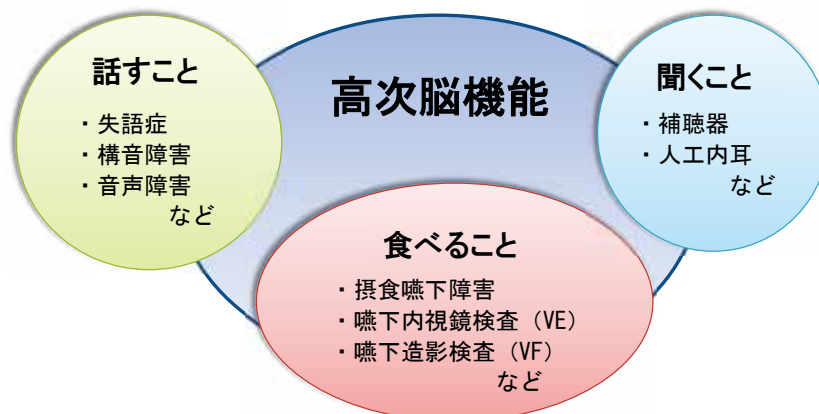 高次脳機能
話すこと
・失語症
・構音障害
・音声障害
など
聞くこと
・補聴器
・人工内耳
など
食べること
・摂食嚥下障害
・嚥下内視鏡検査（VE）
・嚥下造影検査（VF）
など